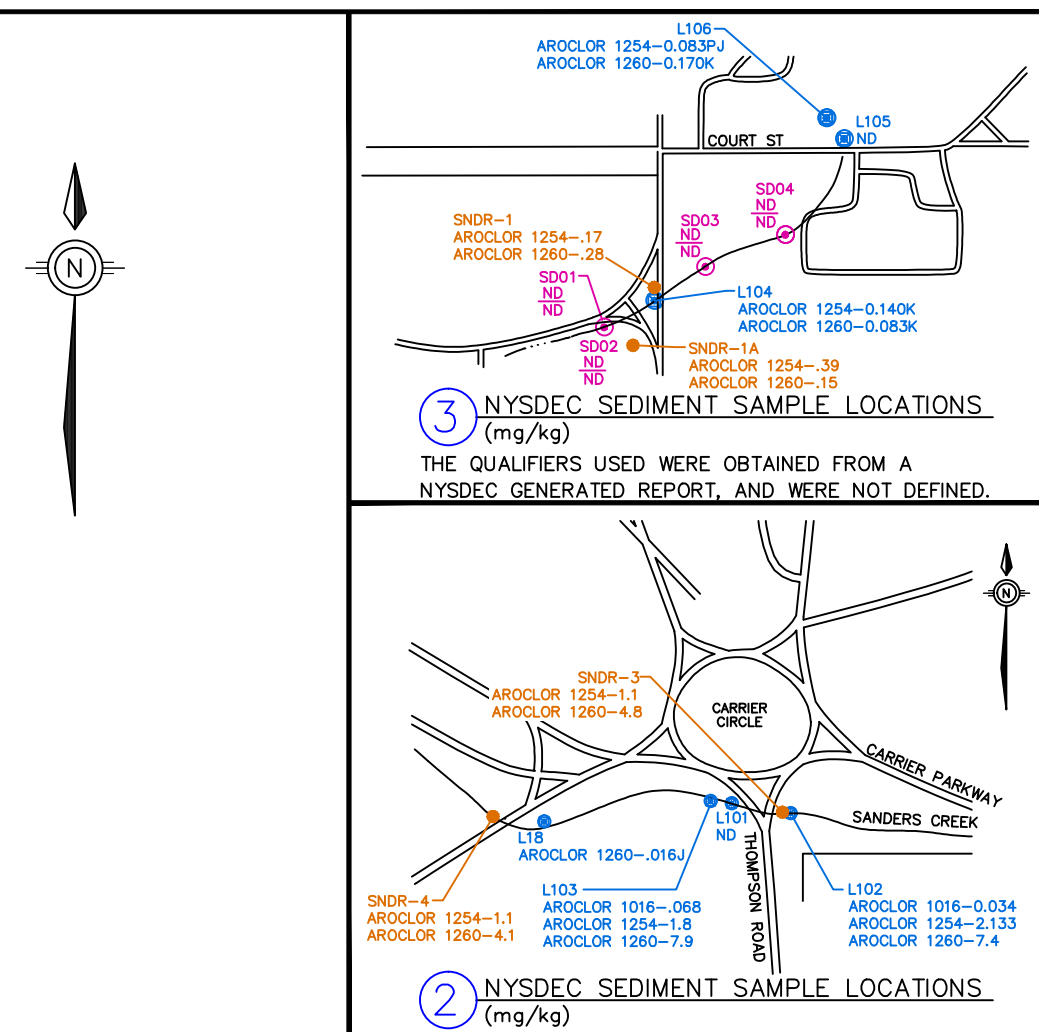 N
L106
AROCLOR 1254-0.083PJ
AROCLOR 1260-0.170K
L105
ND
COURT ST
SD04
ND
ND
SD03
ND
ND
SNDR-1
AROCLOR 1254-.17
AROCLOR 1260-.28
SD01
ND
ND
L104
AROCLOR 1254-0.140K
AROCLOR 1260-0.083K
SD02
ND
ND
SNDR-1A
AROCLOR 1254-.39
AROCLOR 1260-.15
3 NYSDEC SEDIMENT SAMPLE LOCATIONS
(mg/kg)
THE QUALIFIERS USED WERE OBTAINED FROM A
NYSDEC GENERATED REPORT, AND WERE NOT DEFINED.
N
SNDR-3
AROCLOR 1254-1.1
AROCLOR 1260-4.8
CARRIER
CIRCLE
CARRIER PARKWAY
SANDERS CREEK
L101
ND
L18
AROCLOR 1260-.016J
THOMPSON ROAD
SNDR-4
AROCLOR 1254-1.1
AROCLOR 1260-4.1
L103
AROCLOR 1016-.068
AROCLOR 1254-1.8
AROCLOR 1260-7.9
L102
AROCLOR 1016-0.034
AROCLOR 1254-2.133
AROCLOR 1260-7.4
2 NYSDEC SEDIMENT SAMPLE LOCATIONS
(mg/kg)